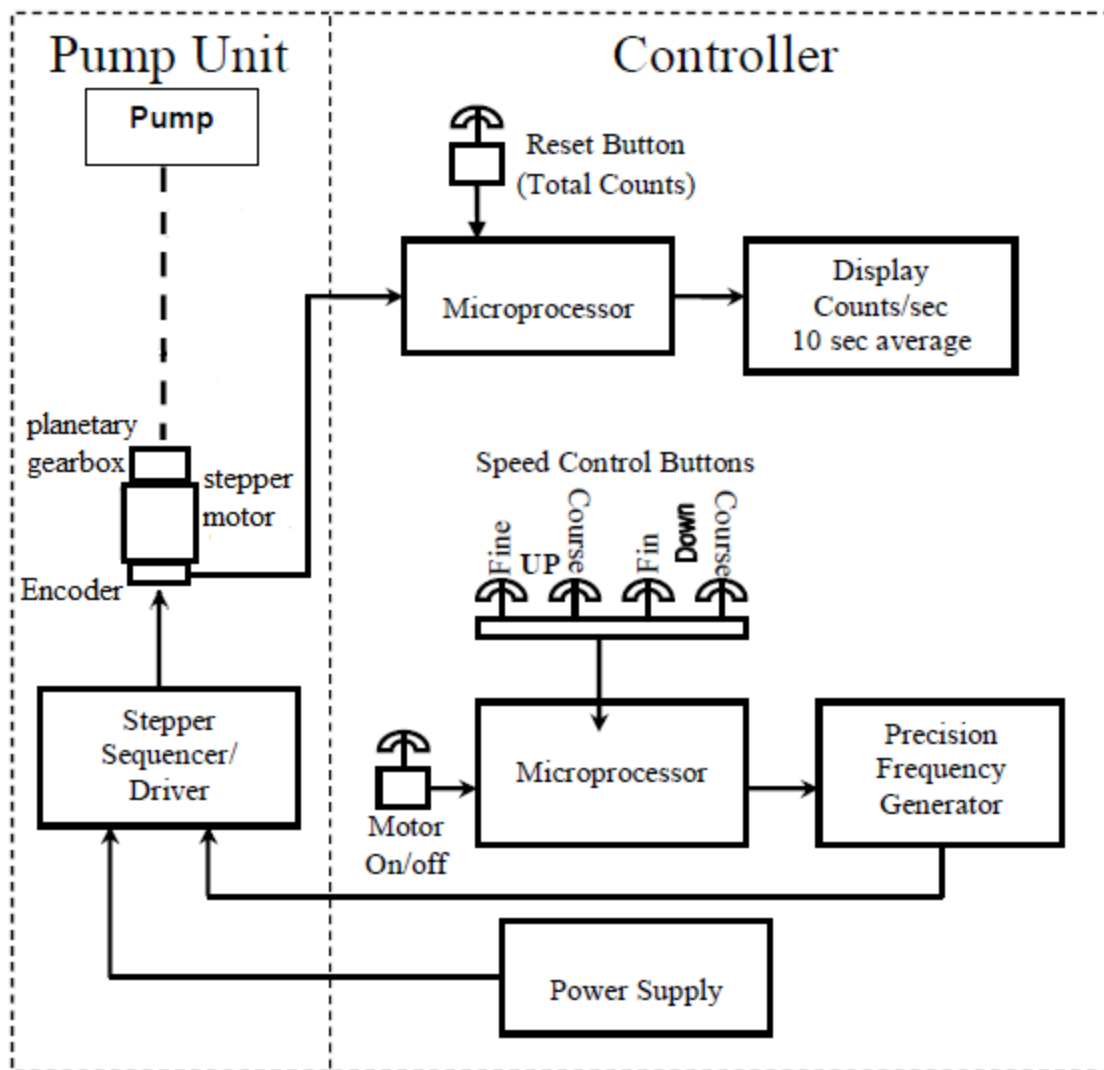 Pump Unit
Controller
Pump
Reset Button
(Total Counts)
Microprocessor
Display
Counts/sec
10 sec average
planetary
gearbox
stepper
motor
Encoder
Speed Control Buttons
Fine
UP
Course
Fin
Down
Course
Stepper
Sequencer/
Driver
Motor
On/off
Microprocessor
Precision
Frequency
Generator
Power Supply